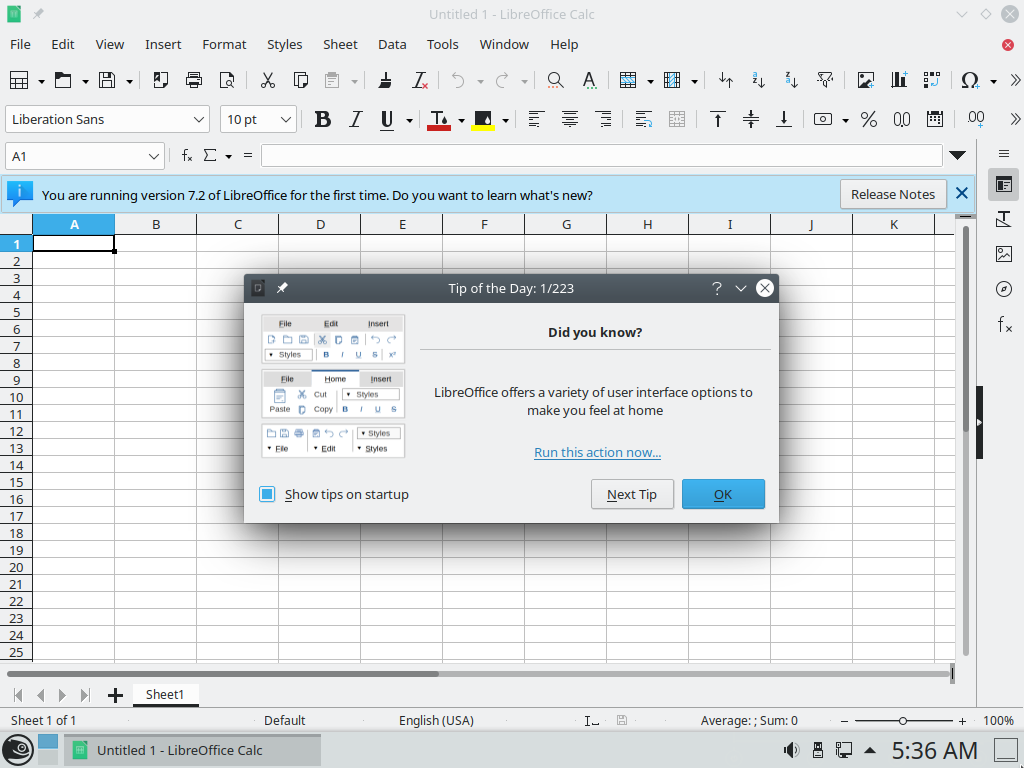 Untitled 1 - LibreOffice Calc
File Edit View Insert Format Styles Sheet Data Tools Window Help
Liberation Sans 10 pt
A1
You are running version 7.2 of LibreOffice for the first time. Do you want to learn what's new? Release Notes
A B C D E F G H I J K
1
2
3
4
5
6
7
8
9
10
11
12
13
14
15
16
17
18
19
20
21
22
23
24
25
Tip of the Day: 1/223
File Edit Insert
Styles B I U S x²
File Home Insert
Cut Styles
Paste Copy B I U S
Styles
File Edit Styles
Did you know?
LibreOffice offers a variety of user interface options to
make you feel at home
Run this action now...
Show tips on startup Next Tip OK
Sheet1
Sheet 1 of 1 Default English (USA) Average: ; Sum: 0 100%
Untitled 1 - LibreOffice Calc 5:36 AM